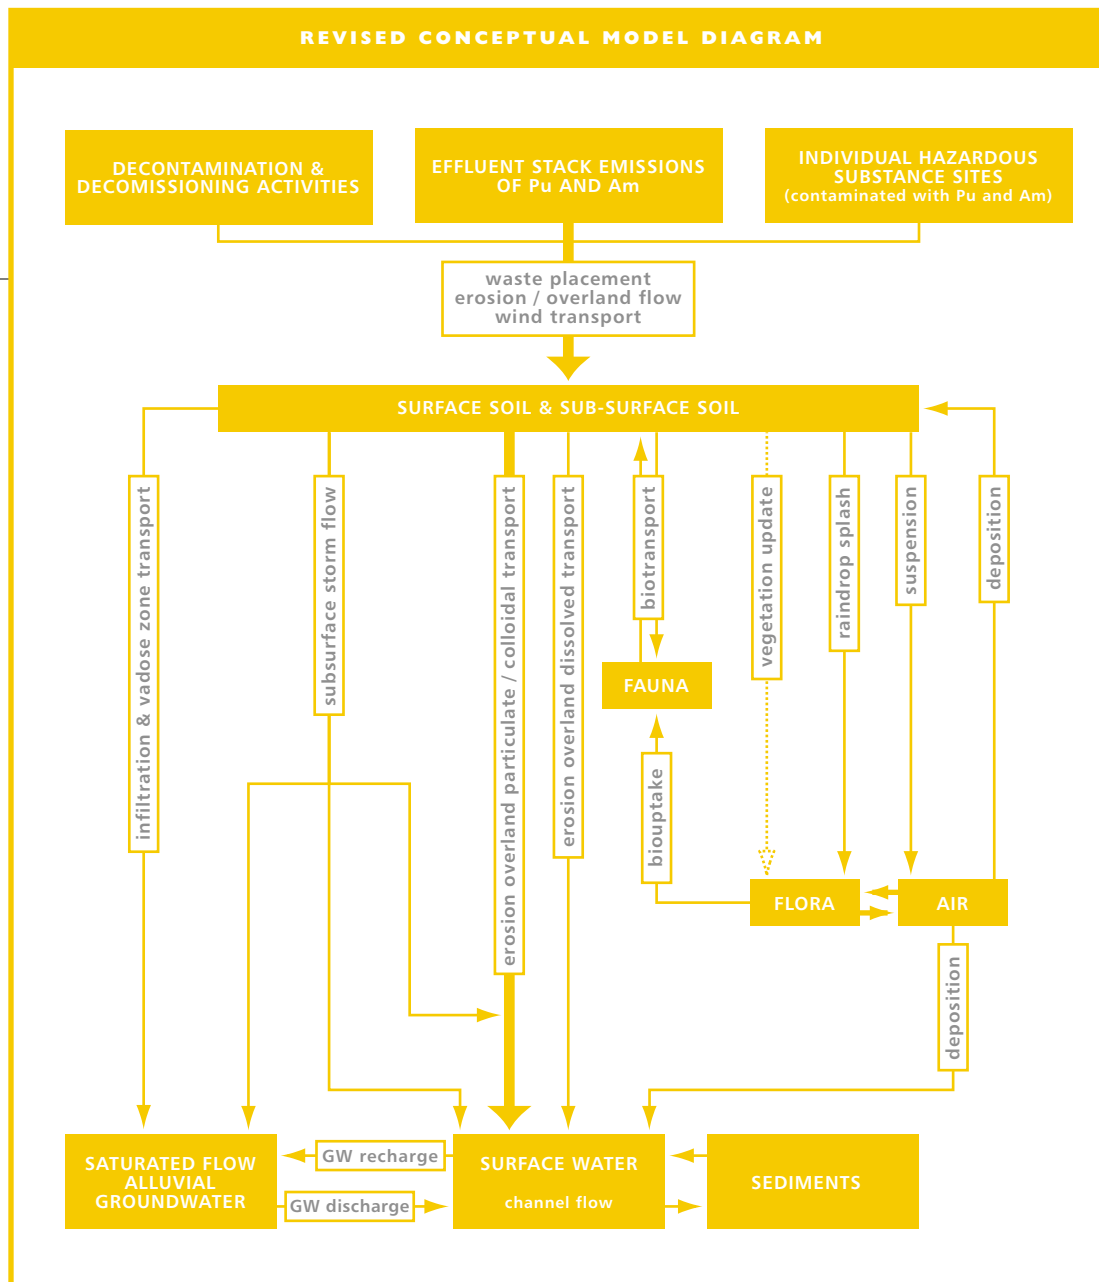 REVISED CONCEPTUAL MODEL DIAGRAM
DECONTAMINATION &
DECOMISSIONING ACTIVITIES
EFFLUENT STACK EMISSIONS
OF Pu AND Am
INDIVIDUAL HAZARDOUS
SUBSTANCE SITES
(contaminated with Pu and Am)
waste placement
erosion / overland flow
wind transport
SURFACE SOIL & SUB-SURFACE SOIL
infiltration & vadose zone transport
subsurface storm flow
erosion overland particulate / colloidal transport
erosion overland dissolved transport
biotransport
vegetation update
raindrop splash
suspension
deposition
FAUNA
biouptake
FLORA
AIR
deposition
SATURATED FLOW
ALLUVIAL
GROUNDWATER
GW recharge
GW discharge
SURFACE WATER
channel flow
SEDIMENTS